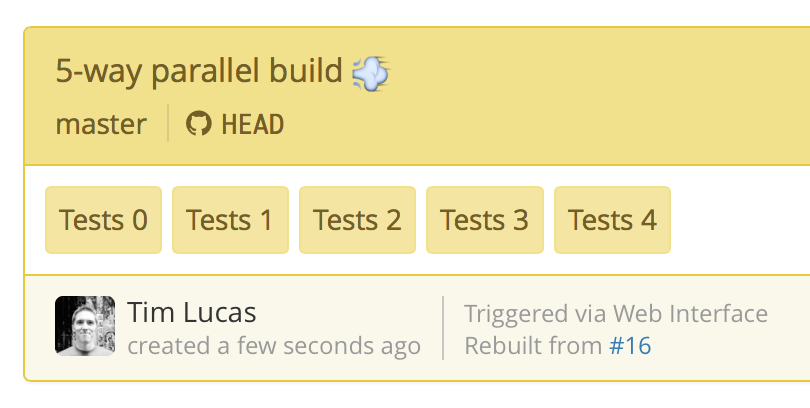 5-way parallel build 💨
master HEAD
Tests 0 Tests 1 Tests 2 Tests 3 Tests 4
Tim Lucas
created a few seconds ago
Triggered via Web Interface
Rebuilt from #16